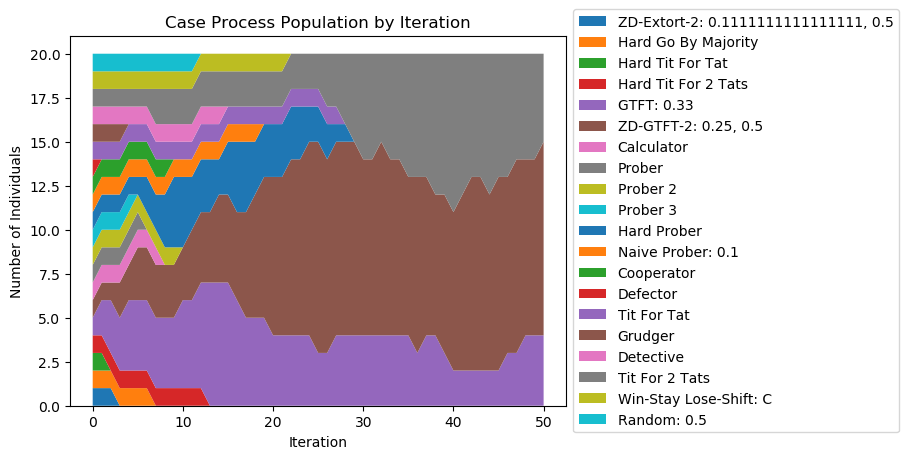 Case Process Population by Iteration
Number of Individuals
20.0
17.5
15.0
12.5
10.0
7.5
5.0
2.5
0.0
0 10 20 30 40 50
Iteration
ZD-Extort-2: 0.1111111111111111, 0.5
Hard Go By Majority
Hard Tit For Tat
Hard Tit For 2 Tats
GTFT: 0.33
ZD-GTFT-2: 0.25, 0.5
Calculator
Prober
Prober 2
Prober 3
Hard Prober
Naive Prober: 0.1
Cooperator
Defector
Tit For Tat
Grudger
Detective
Tit For 2 Tats
Win-Stay Lose-Shift: C
Random: 0.5